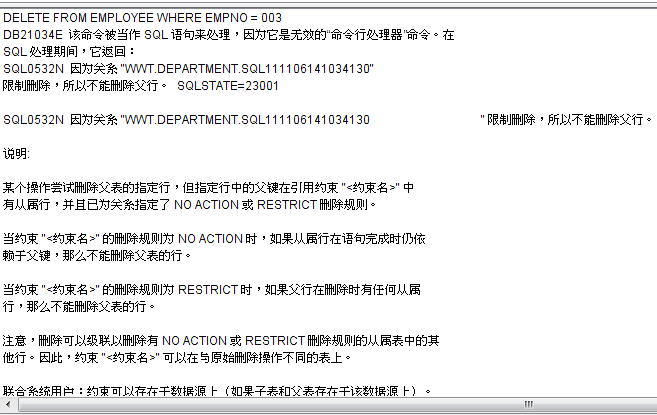 DELETE FROM EMPLOYEE WHERE EMPNO = 003
DB21034E 该命令被当作 SQL 语句来处理，因为它是无效的“命令行处理器”命令。在
SQL 处理期间，它返回：
SQL0532N 因为关系 "WWT.DEPARTMENT.SQL111106141034130"
限制删除，所以不能删除父行。 SQLSTATE=23001
SQL0532N 因为关系 "WWT.DEPARTMENT.SQL111106141034130 " 限制删除，所以不能删除父行。
说明:
某个操作尝试删除父表的指定行，但指定行中的父键在引用约束 "<约束名>" 中
有从属行，并且已为关系指定了 NO ACTION 或 RESTRICT 删除规则。
当约束 "<约束名>" 的删除规则为 NO ACTION 时，如果从属行在语句完成时仍依
赖于父键，那么不能删除父表的行。
当约束 "<约束名>" 的删除规则为 RESTRICT 时，如果父行在删除时有任何从属
行，那么不能删除父表的行。
注意，删除可以级联以删除有 NO ACTION 或 RESTRICT 删除规则的从属表中的其
他行。因此，约束 "<约束名>" 可以在与原始删除操作不同的表上。
联合系统用户：约束可以存在于数据源上（如果子表和父表存在于该数据源上）。